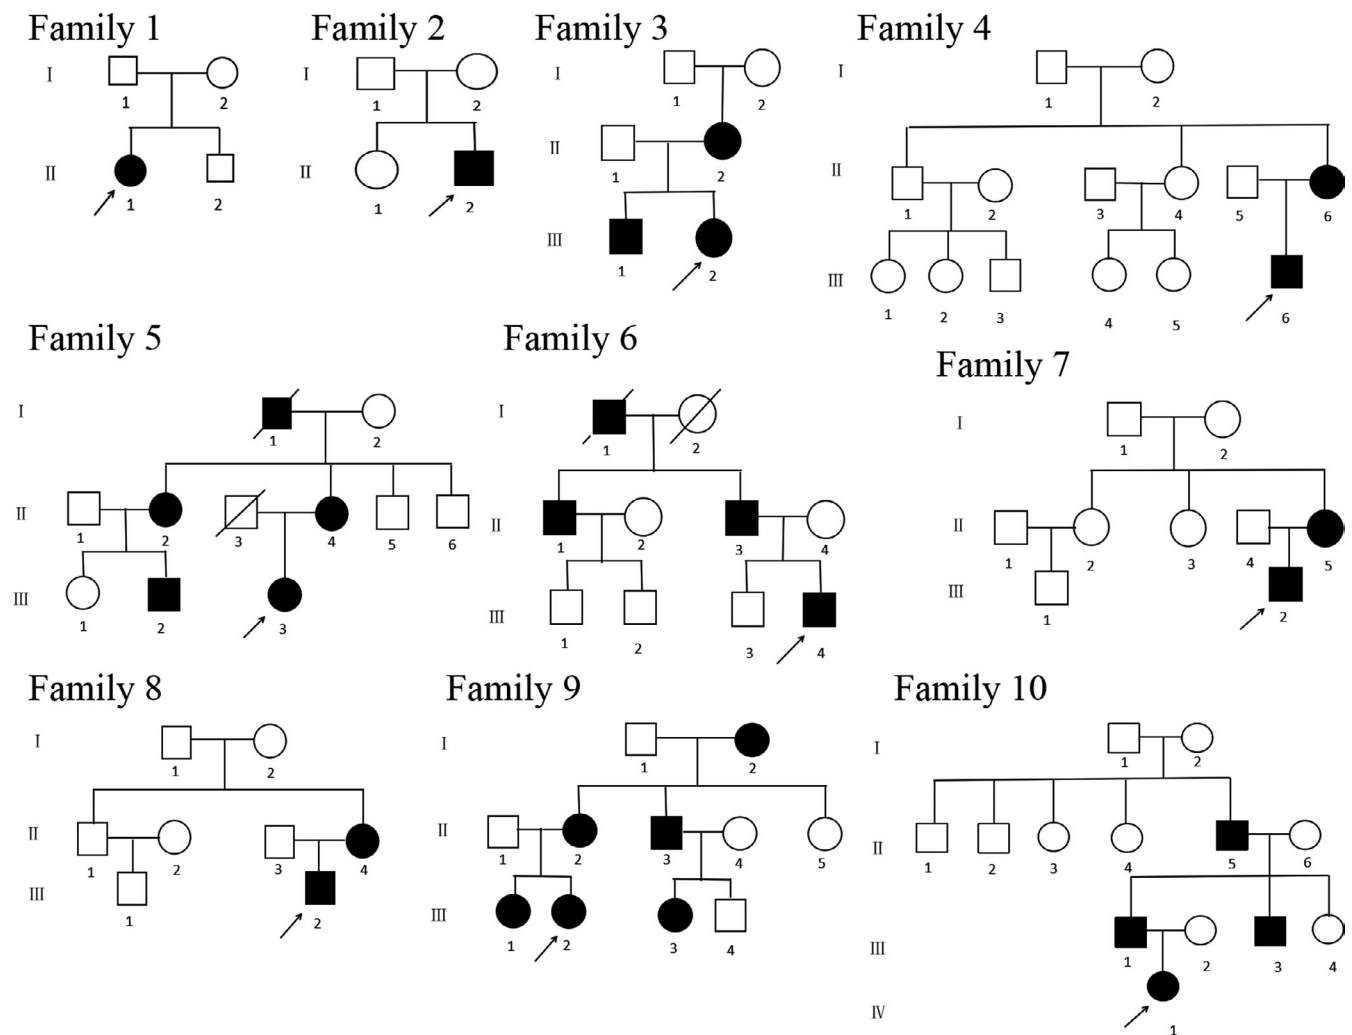 Family 1
I
1 2
II
1 2
Family 2
I
1 2
II
1 2
Family 3
I
1 2
II
1 2
III
1 2
Family 4
I
1 2
II
1 2 3 4 5 6
III
1 2 3 4 5 6
Family 5
I
1 2
II
1 2 3 4 5 6
III
1 2 3
Family 6
I
1 2
II
1 2 3 4
III
1 2 3 4
Family 7
I
1 2
II
1 2 3 4 5
III
1 2
Family 8
I
1 2
II
1 2 3 4
III
1 2
Family 9
I
1 2
II
1 2 3 4 5
III
1 2 3 4
Family 10
I
1 2
II
1 2 3 4 5 6
III
1 2 3 4
IV
1